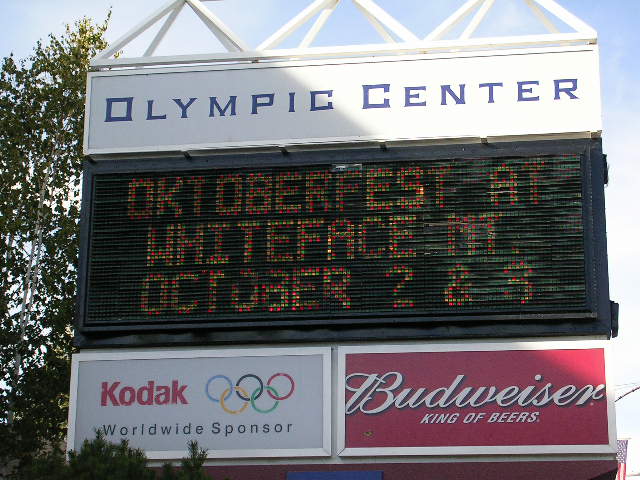 OLYMPIC CENTER
OKTOBERFEST AT
WHITEFACE MT.
OCTOBER 2 & 3
Kodak
Worldwide Sponsor
Budweiser
KING OF BEERS.